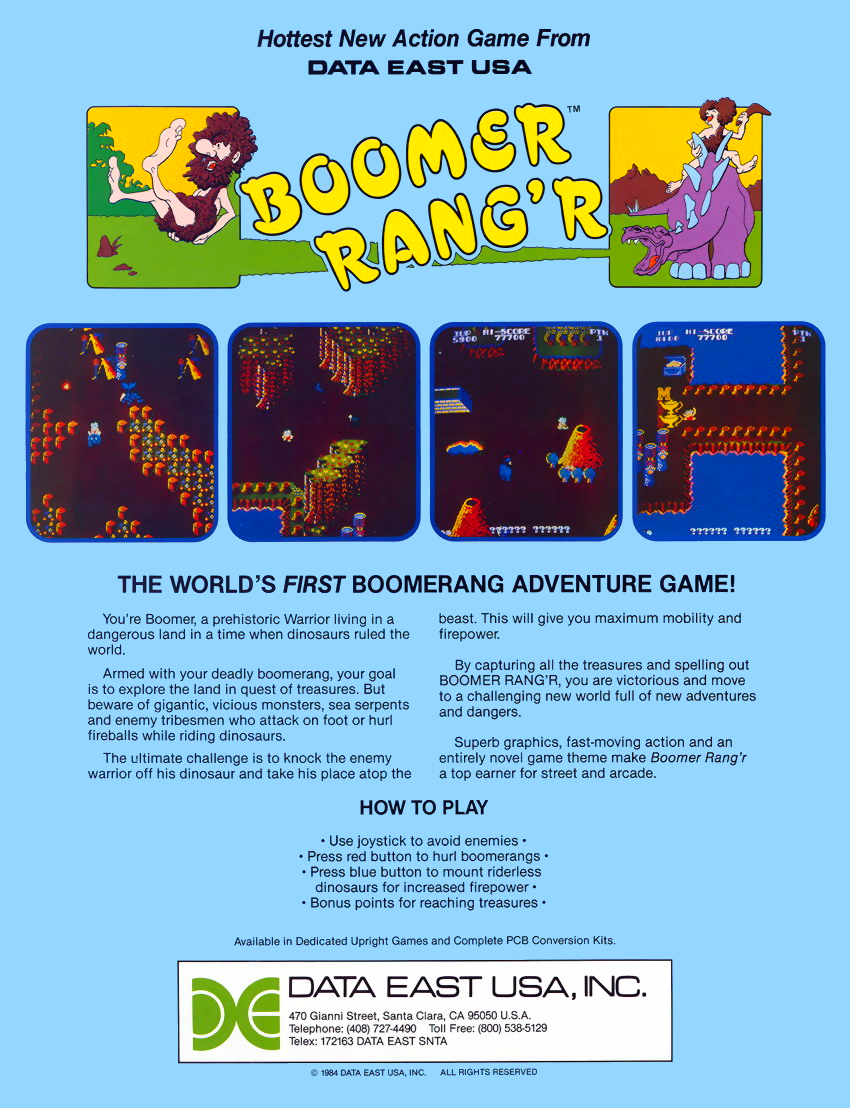 Hottest New Action Game From
DATA EAST USA
BOOMER
RANG'R
™
1UP HI-SCORE PTN
5900 77700 1
?????? ??????
1UP HI-SCORE PTN
8100 77700 1
M
?????? ??????
THE WORLD'S FIRST BOOMERANG ADVENTURE GAME!
You're Boomer, a prehistoric Warrior living in a
dangerous land in a time when dinosaurs ruled the
world.
Armed with your deadly boomerang, your goal
is to explore the land in quest of treasures. But
beware of gigantic, vicious monsters, sea serpents
and enemy tribesmen who attack on foot or hurl
fireballs while riding dinosaurs.
The ultimate challenge is to knock the enemy
warrior off his dinosaur and take his place atop the
beast. This will give you maximum mobility and
firepower.
By capturing all the treasures and spelling out
BOOMER RANG'R, you are victorious and move
to a challenging new world full of new adventures
and dangers.
Superb graphics, fast-moving action and an
entirely novel game theme make Boomer Rang'r
a top earner for street and arcade.
HOW TO PLAY
• Use joystick to avoid enemies •
• Press red button to hurl boomerangs •
• Press blue button to mount riderless
dinosaurs for increased firepower •
• Bonus points for reaching treasures •
Available in Dedicated Upright Games and Complete PCB Conversion Kits.
DE
DATA EAST USA, INC.
470 Gianni Street, Santa Clara, CA 95050 U.S.A.
Telephone: (408) 727-4490 Toll Free: (800) 538-5129
Telex: 172163 DATA EAST SNTA
© 1984 DATA EAST USA, INC. ALL RIGHTS RESERVED